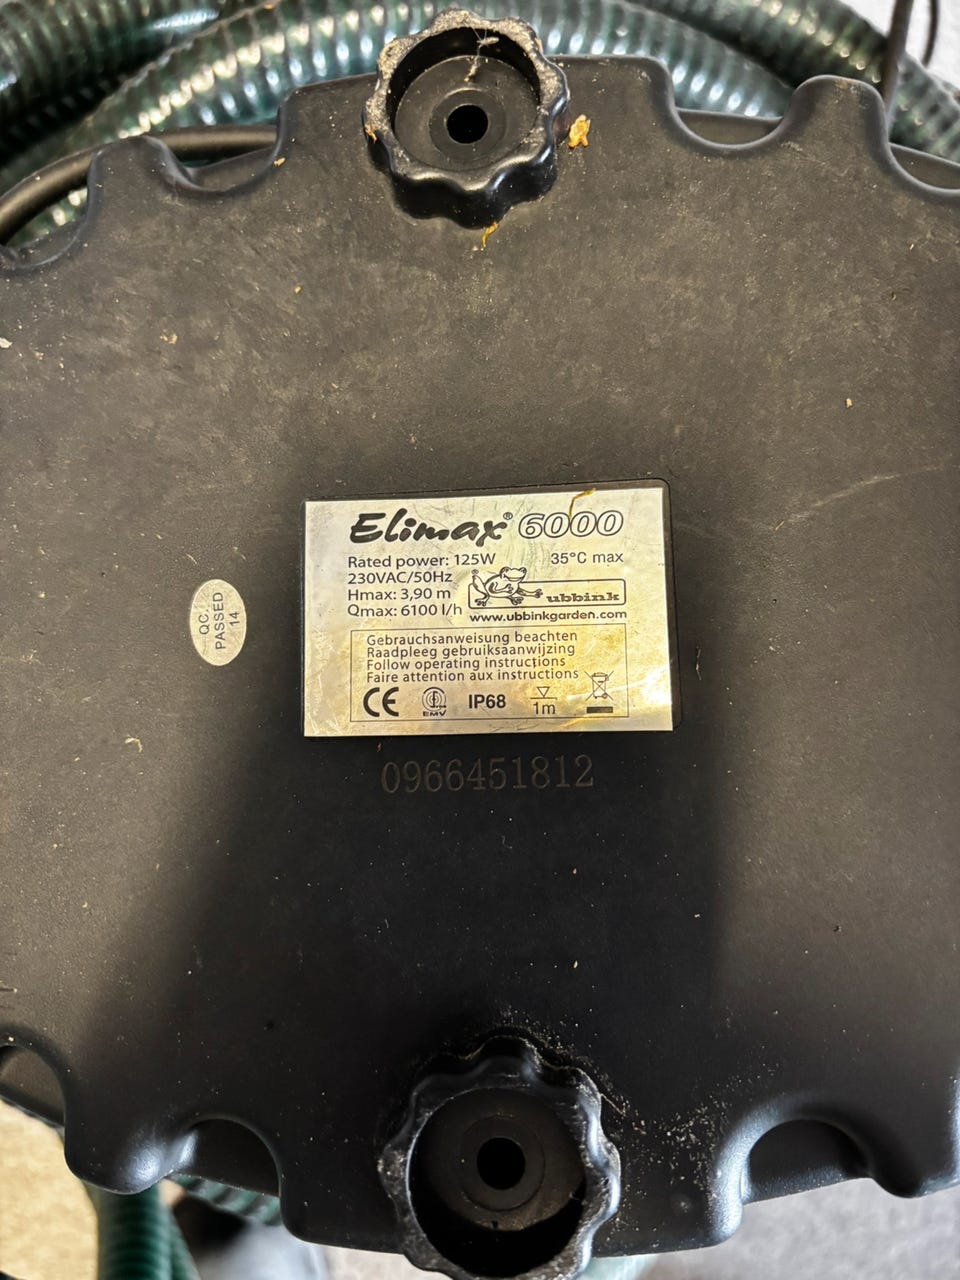 Elimax® 6000
Rated power: 125W 35°C max
230VAC/50Hz
Hmax: 3,90 m
Qmax: 6100 l/h
ubbink
www.ubbinkgarden.com
Gebrauchsanweisung beachten
Raadpleeg gebruiksaanwijzing
Follow operating instructions
Faire attention aux instructions
CE EMV IP68 1m
QC.
PASSED
14
0966451812